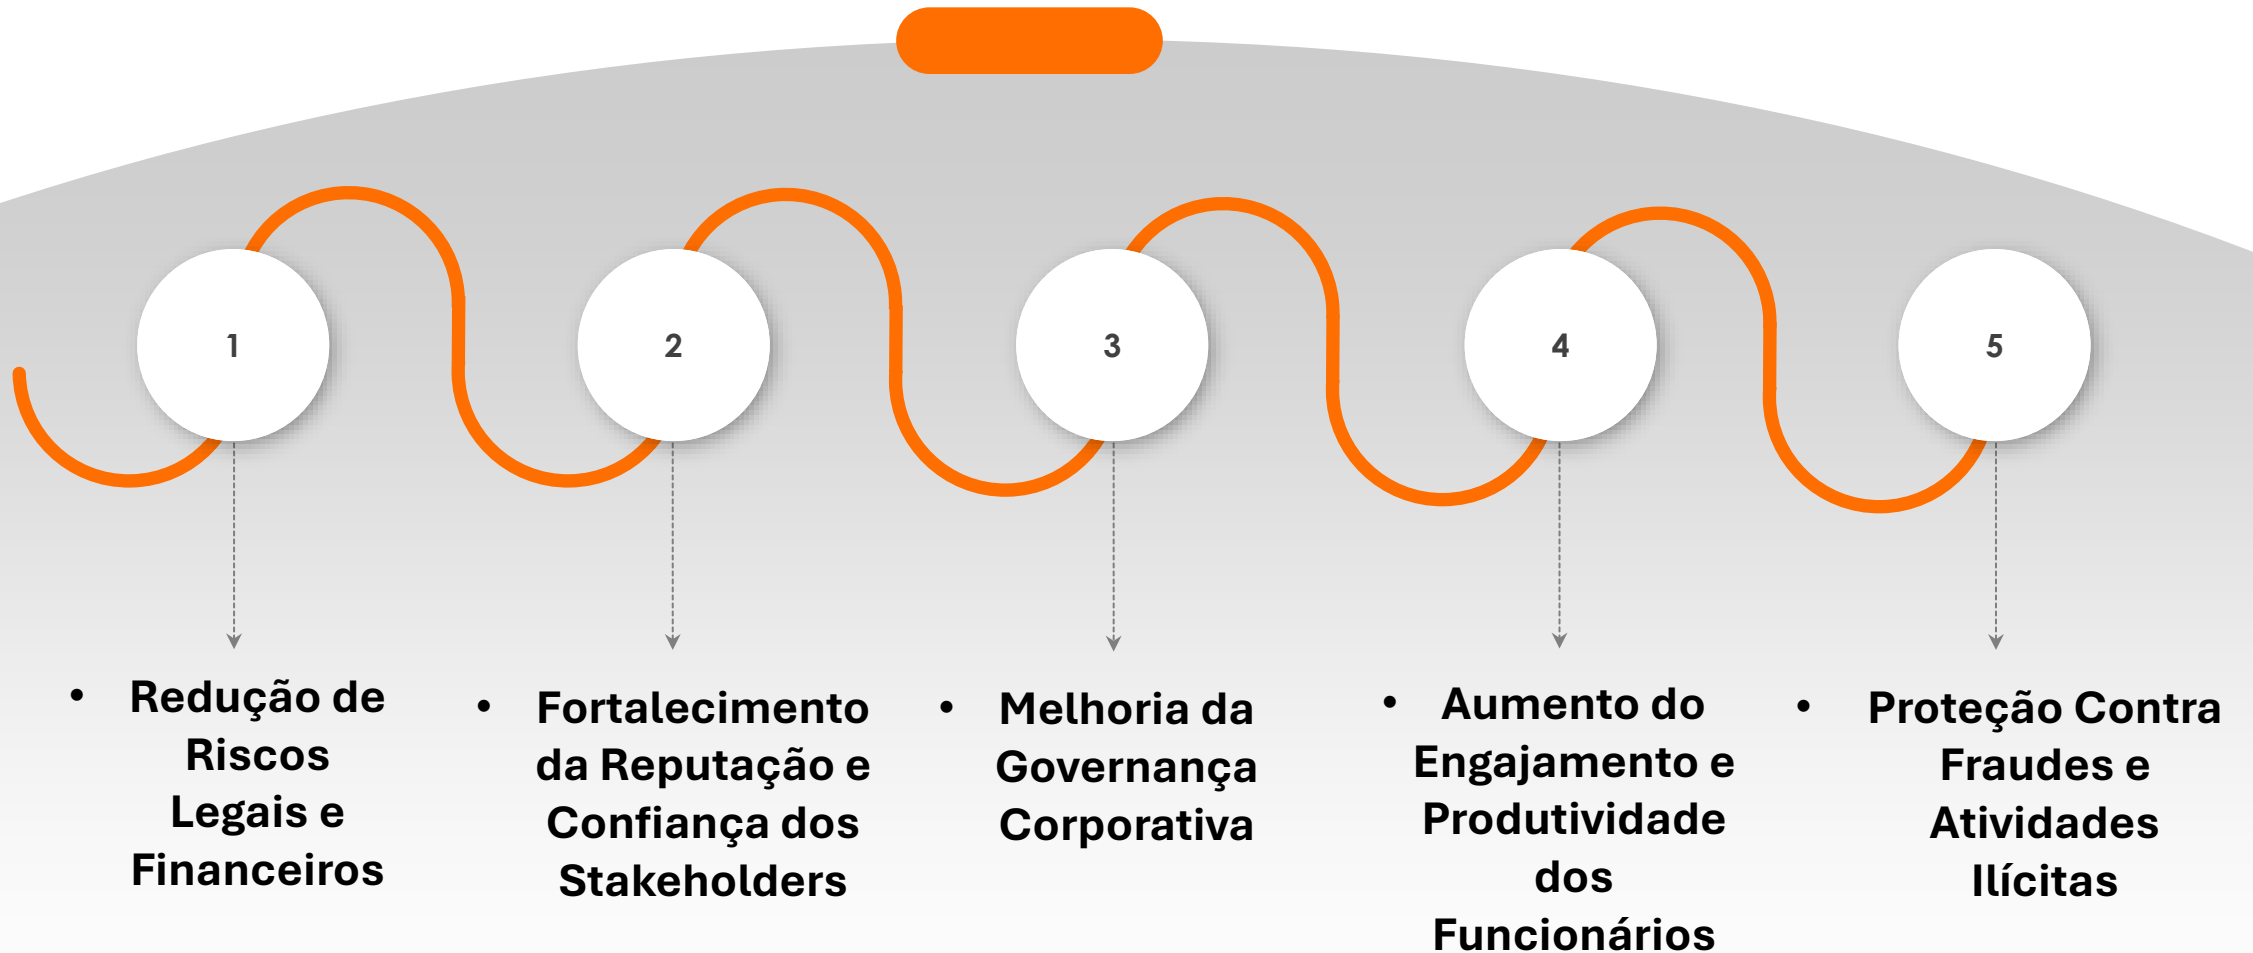 1
2
3
4
5
• Redução de
Riscos
Legais e
Financeiros
• Fortalecimento
da Reputação e
Confiança dos
Stakeholders
• Melhoria da
Governança
Corporativa
• Aumento do
Engajamento e
Produtividade
dos
Funcionários
• Proteção Contra
Fraudes e
Atividades
Ilícitas